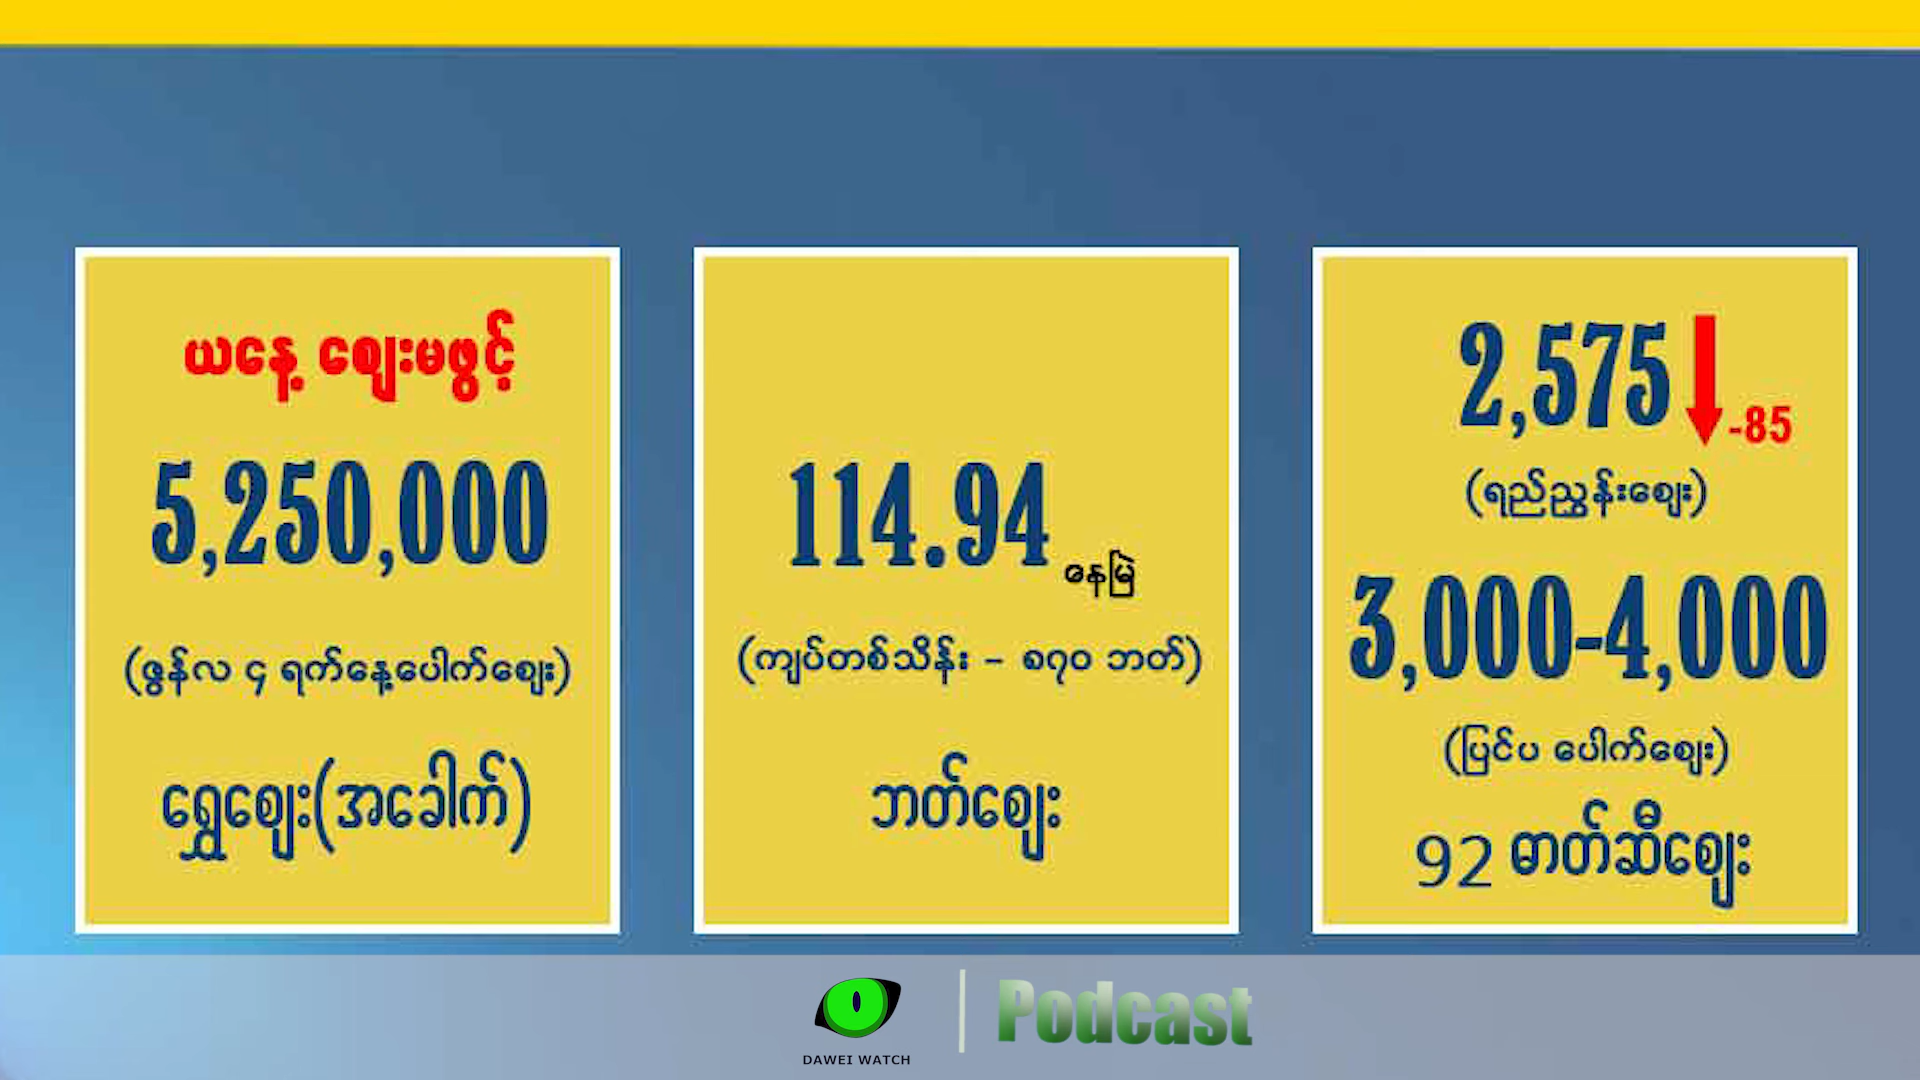 ယနေ့ ဈေးမဖွင့်
5,250,000
(ဇွန်လ ၄ ရက်နေ့ပေါက်ဈေး)
ရွှေဈေး(အခေါက်)
114.94 နေမြဲ
(ကျပ်တစ်သိန်း - ၈၇၀ ဘတ်)
ဘတ်ဈေး
2,575 -85
(ရည်ညွှန်းဈေး)
3,000-4,000
(ပြင်ပ ပေါက်ဈေး)
92 ဓာတ်ဆီဈေး
DAWEI WATCH
Podcast